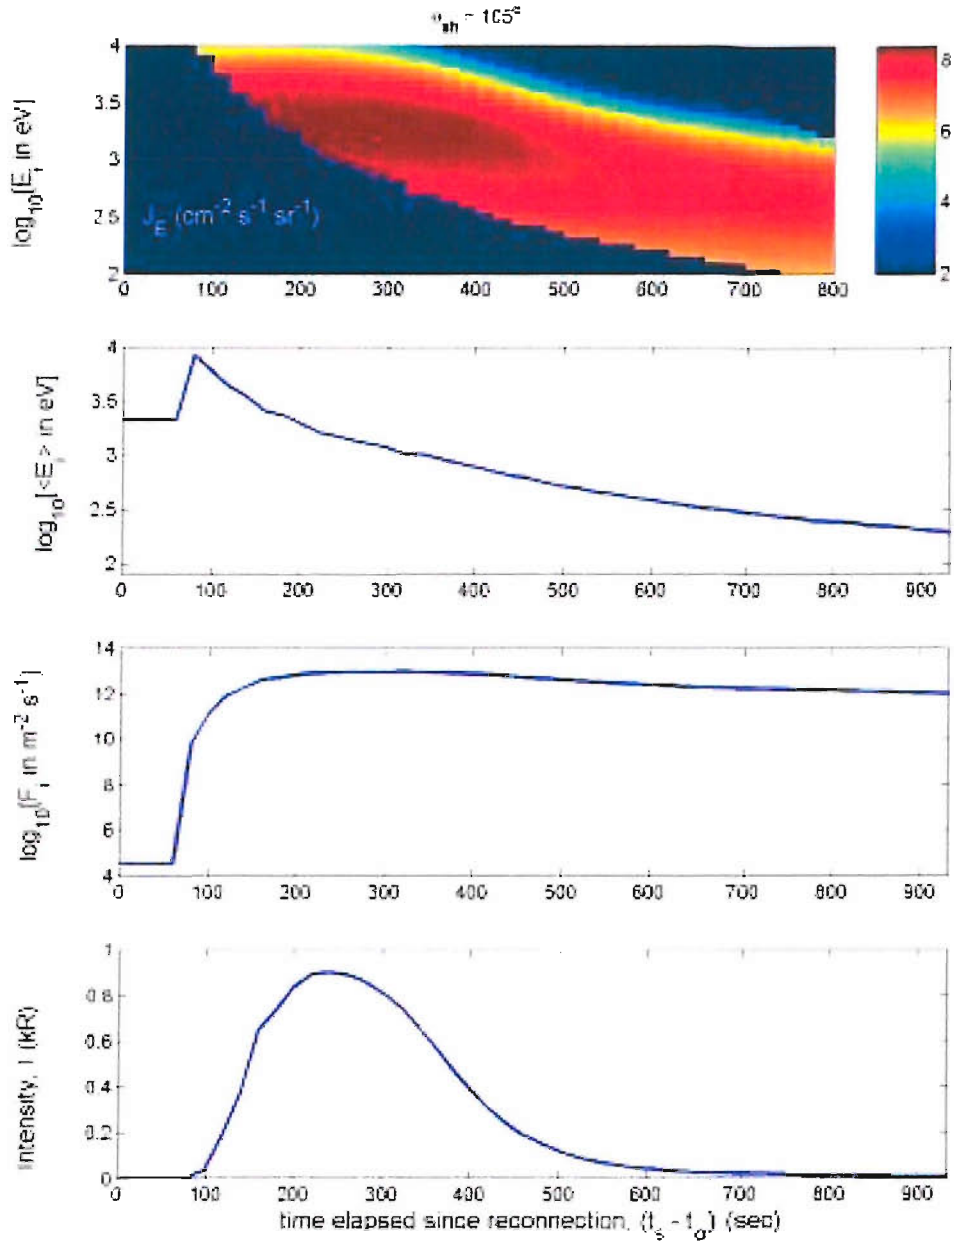 = 105°
4
3.5
3
2.5
2
log10[Ei in eV]
JE (cm-2 s-1 sr-1)
0 100 200 300 400 500 600 700 800
8
6
4
2
4
3.5
3
2.5
2
log10[<Ei> in eV]
0 100 200 300 400 500 600 700 800 900
14
12
10
8
6
4
log10[Fi in m-2 s-1]
0 100 200 300 400 500 600 700 800 900
1
0.8
0.6
0.4
0.2
0
Intensity, I (kR)
0 100 200 300 400 500 600 700 800 900
time elapsed since reconnection, (ts - to) (sec)